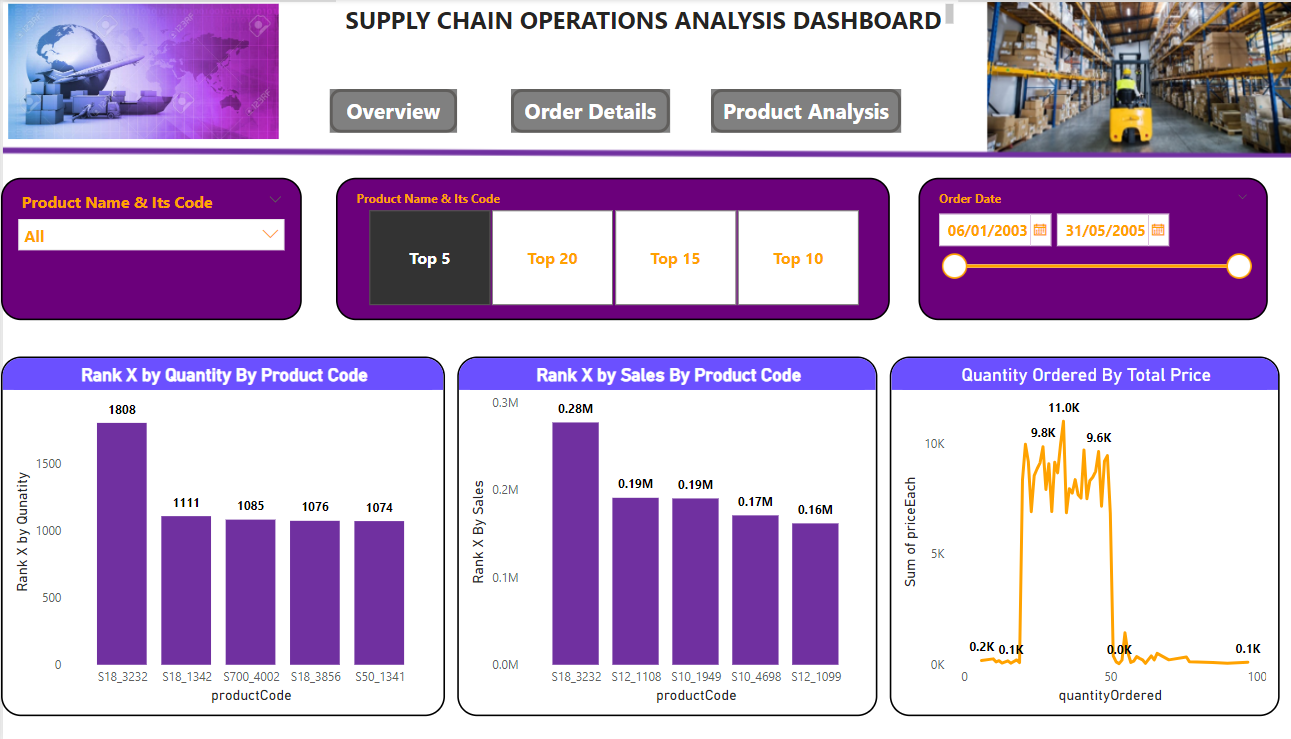 SUPPLY CHAIN OPERATIONS ANALYSIS DASHBOARD
Overview
Order Details
Product Analysis
Product Name & Its Code
All
Product Name & Its Code
Top 5
Top 20
Top 15
Top 10
Order Date
06/01/2003
31/05/2005
Rank X by Quantity By Product Code
Rank X by Qunatity
1500
1000
500
0
1808
1111
1085
1076
1074
S18_3232
S18_1342
S700_4002
S18_3856
S50_1341
productCode
Rank X by Sales By Product Code
Rank X By Sales
0.3M
0.2M
0.1M
0.0M
0.28M
0.19M
0.19M
0.17M
0.16M
S18_3232
S12_1108
S10_1949
S10_4698
S12_1099
productCode
Quantity Ordered By Total Price
Sum of priceEach
10K
5K
0K
11.0K
9.8K
9.6K
0.2K
0.1K
0.0K
0.1K
0
50
100
quantityOrdered